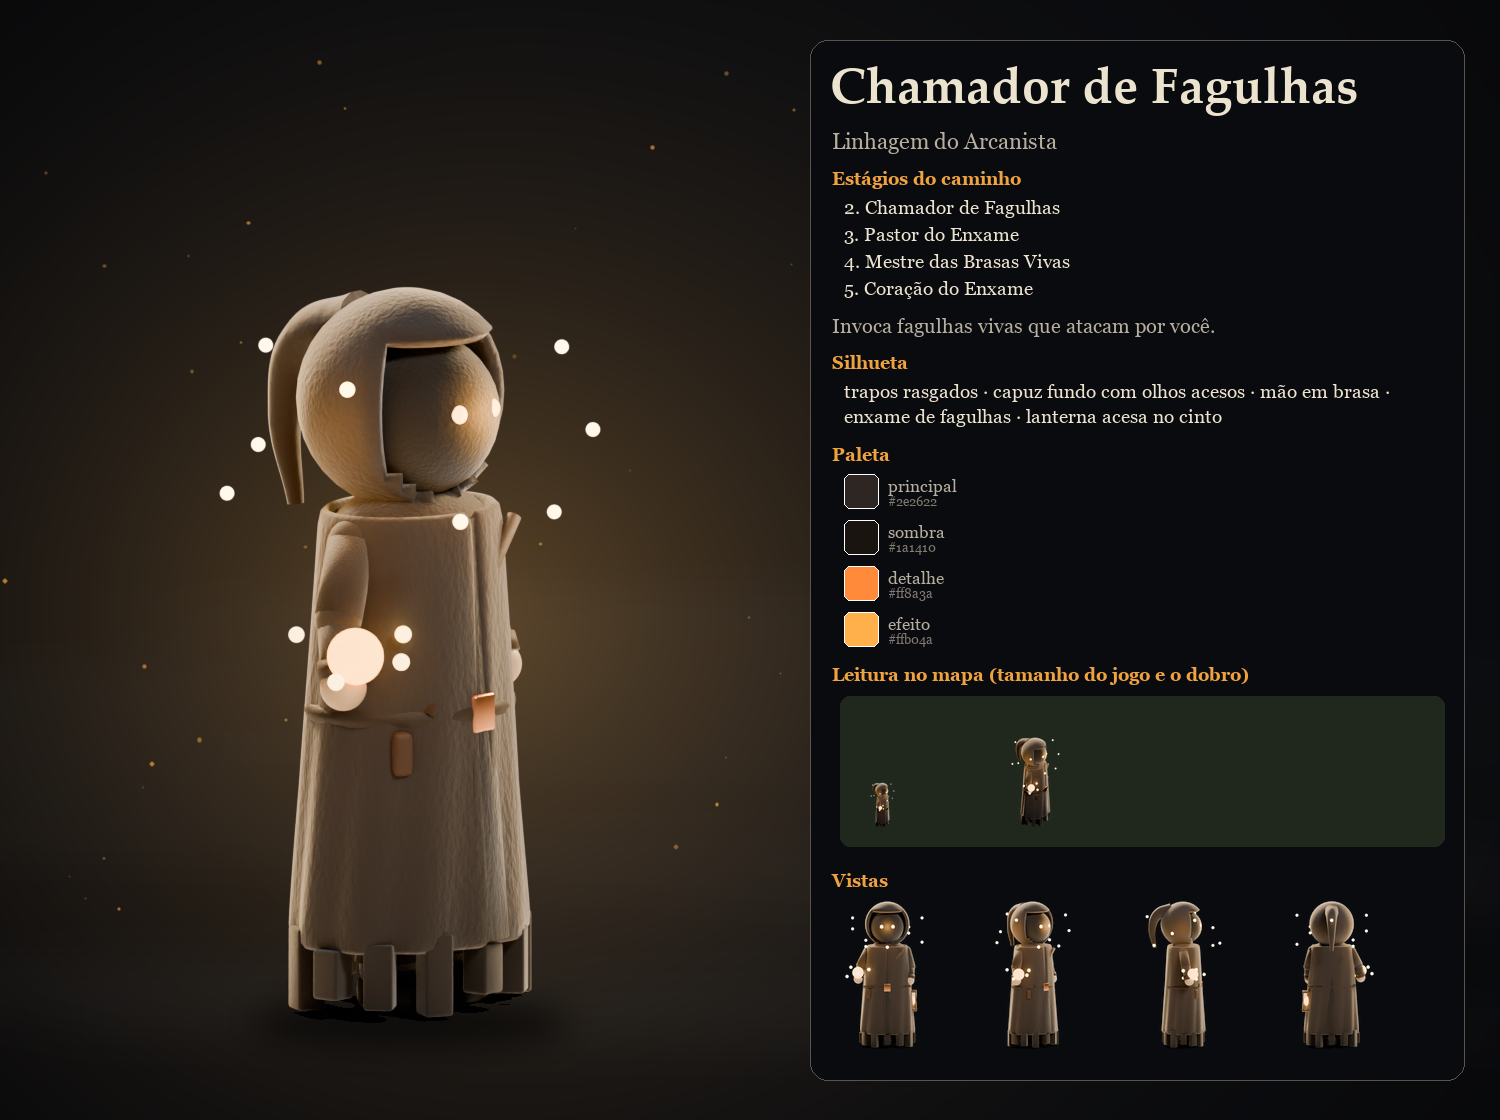 Chamador de Fagulhas
Linhagem do Arcanista
Estágios do caminho
2. Chamador de Fagulhas
3. Pastor do Enxame
4. Mestre das Brasas Vivas
5. Coração do Enxame
Invoca fagulhas vivas que atacam por você.
Silhueta
trapos rasgados · capuz fundo com olhos acesos · mão em brasa ·
enxame de fagulhas · lanterna acesa no cinto
Paleta
principal
#2e2622
sombra
#1a1410
detalhe
#ff8a3a
efeito
#ffb04a
Leitura no mapa (tamanho do jogo e o dobro)
Vistas